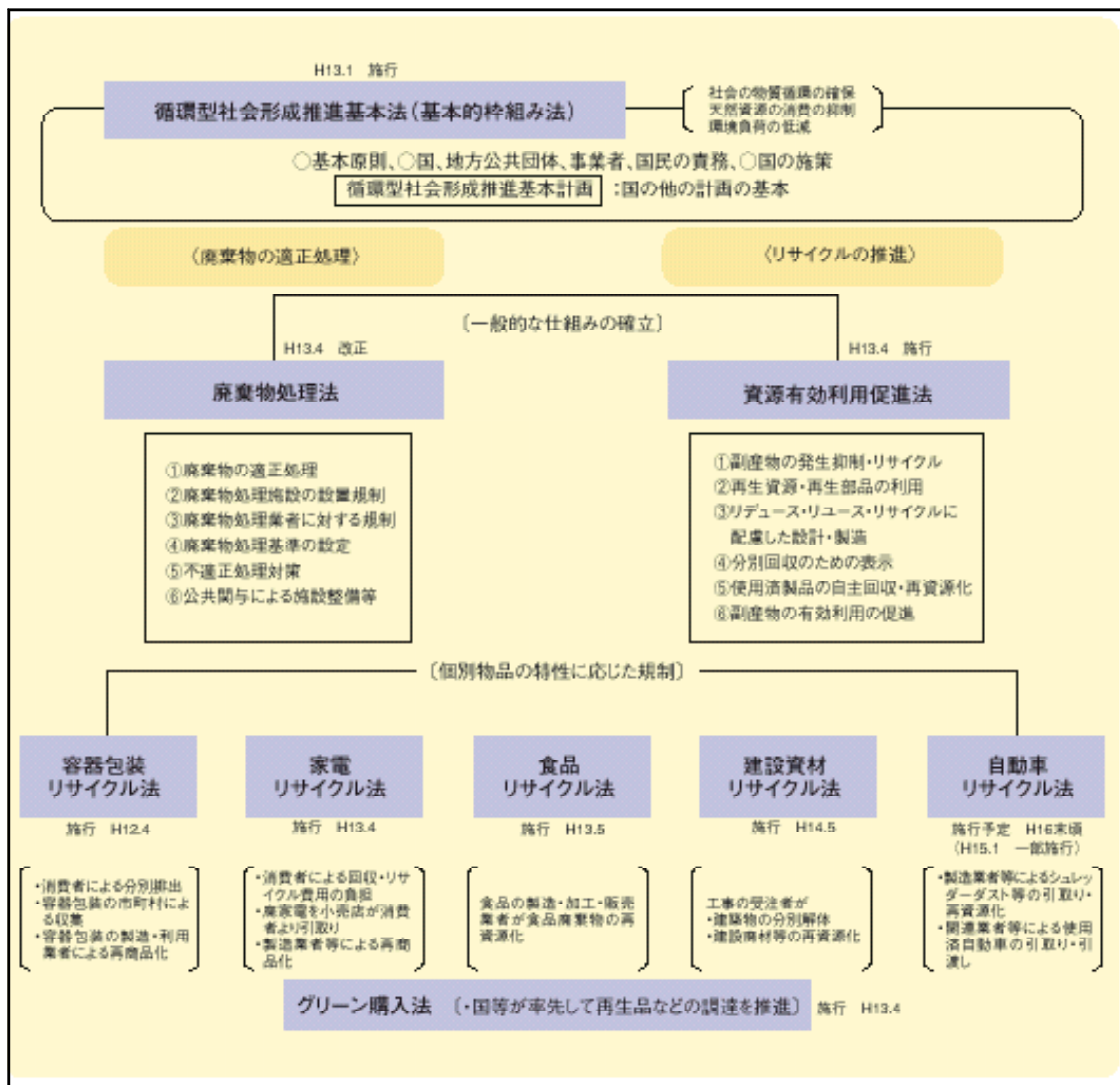 H13.1 施行
循環型社会形成推進基本法(基本的枠組み法)
社会の物質循環の確保
天然資源の消費の抑制
環境負荷の低減
○基本原則、○国、地方公共団体、事業者、国民の責務、○国の施策
循環型社会形成推進基本計画 :国の他の計画の基本
〈廃棄物の適正処理〉
〈リサイクルの推進〉
〔一般的な仕組みの確立〕
H13.4 改正
廃棄物処理法
①廃棄物の適正処理
②廃棄物処理施設の設置規制
③廃棄物処理業者に対する規制
④廃棄物処理基準の設定
⑤不適正処理対策
⑥公共関与による施設整備等
H13.4 施行
資源有効利用促進法
①副産物の発生抑制・リサイクル
②再生資源・再生部品の利用
③リデュース・リユース・リサイクルに
配慮した設計・製造
④分別回収のための表示
⑤使用済製品の自主回収・再資源化
⑥副産物の有効利用の促進
〔個別物品の特性に応じた規制〕
容器包装
リサイクル法
施行 H12.4
・消費者による分別排出
・容器包装の市町村によ
る収集
・容器包装の製造・利用
業者による再商品化
家電
リサイクル法
施行 H13.4
・消費者による回収・リサ
イクル費用の負担
・廃家電を小売店が消費
者より引取り
・製造業者等による再商
品化
食品
リサイクル法
施行 H13.5
食品の製造・加工・販売
業者が食品廃棄物の再
資源化
建設資材
リサイクル法
施行 H14.5
工事の受注者が
・建築物の分別解体
・建設廃材等の再資源化
自動車
リサイクル法
施行予定 H16末頃
(H15.1 一部施行)
・製造業者等によるシュレッ
ダーダスト等の引取り・
再資源化
・関連業者等による使用
済自動車の引取り・引
渡し
グリーン購入法 〔・国等が率先して再生品などの調達を推進〕 施行 H13.4